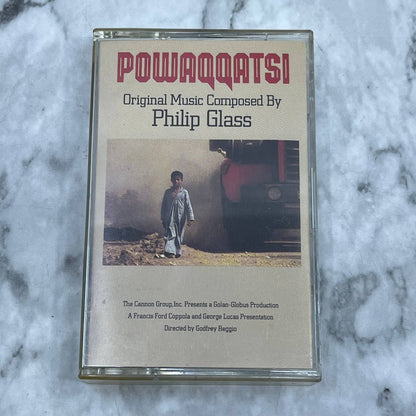 POWAQQATSI
Original Music Composed By
Philip Glass
The Cannon Group, Inc. Presents a Golan-Globus Production
A Francis Ford Coppola and George Lucas Presentation
Directed by Godfrey Reggio